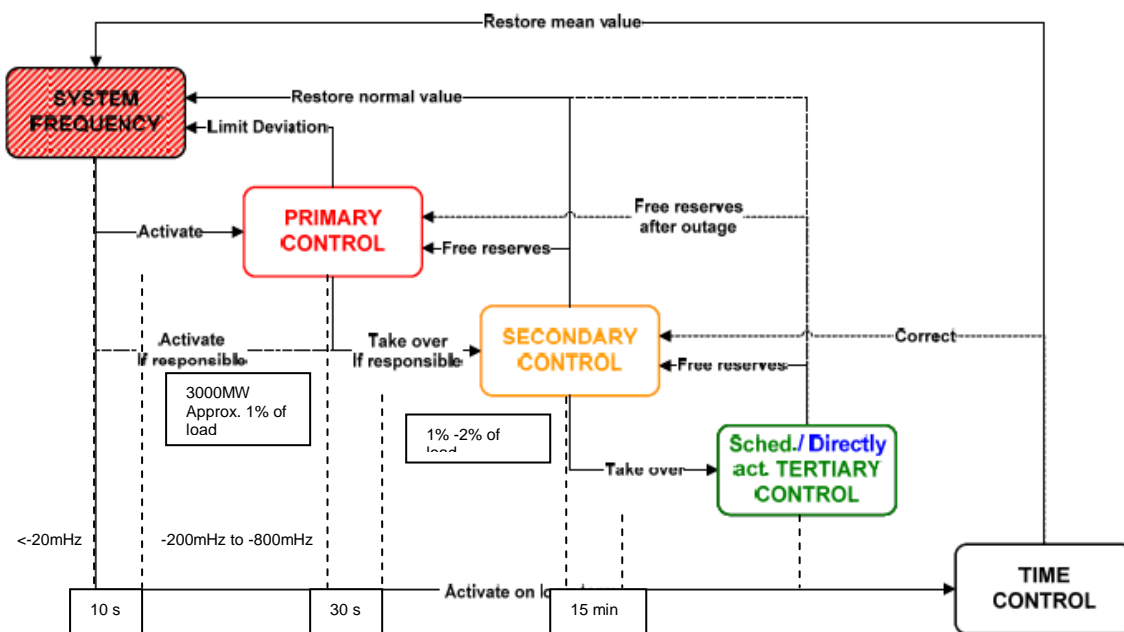 Restore mean value
SYSTEM
FREQUENCY
Restore normal value
Limit Deviation
PRIMARY
CONTROL
Activate
Free reserves
after outage
Free reserves
Activate
If responsible
Take over
If responsible
SECONDARY
CONTROL
Correct
Free reserves
3000MW
Approx. 1% of
load
1% -2% of
Sched./ Directly
act. TERTIARY
CONTROL
Take over
<-20mHz
-200mHz to -800mHz
Activate on
10 s
30 s
15 min
TIME
CONTROL